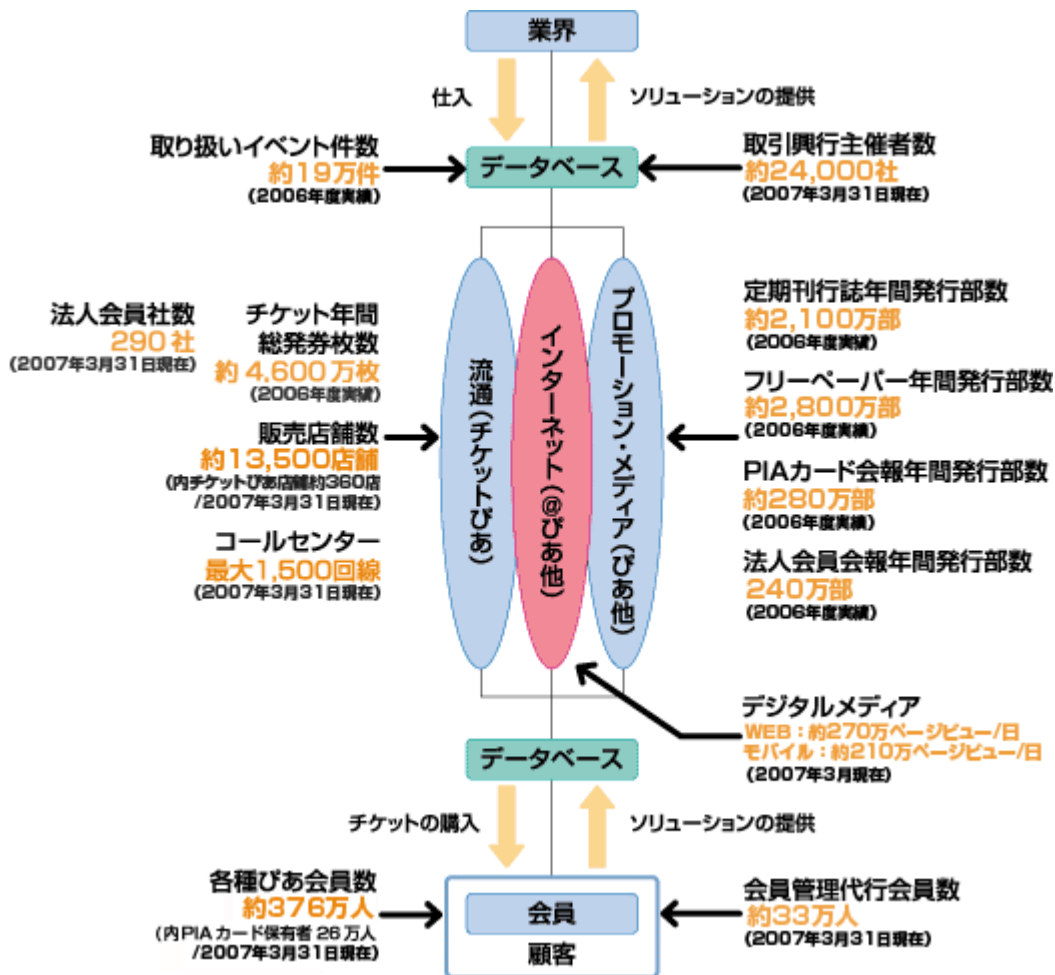 業界
仕入
ソリューションの提供
取り扱いイベント件数
約19万件
(2006年度実績)
データベース
取引興行主催者数
約24,000社
(2007年3月31日現在)
法人会員社数
290社
(2007年3月31日現在)
チケット年間
総発券枚数
約4,600万枚
(2006年度実績)
販売店舗数
約13,500店舗
(内チケットぴあ店舗約360店
/2007年3月31日現在)
コールセンター
最大1,500回線
(2007年3月31日現在)
流通(チケットぴあ)
インターネット(@ぴあ他)
プロモーション・メディア(ぴあ他)
定期刊行誌年間発行部数
約2,100万部
(2006年度実績)
フリーペーパー年間発行部数
約2,800万部
(2006年度実績)
PIAカード会報年間発行部数
約280万部
(2006年度実績)
法人会員会報年間発行部数
240万部
(2006年度実績)
デジタルメディア
WEB:約270万ページビュー/日
モバイル:約210万ページビュー/日
(2007年3月現在)
データベース
チケットの購入
ソリューションの提供
各種ぴあ会員数
約376万人
(内PIAカード保有者26万人
/2007年3月31日現在)
会員
顧客
会員管理代行会員数
約33万人
(2007年3月31日現在)